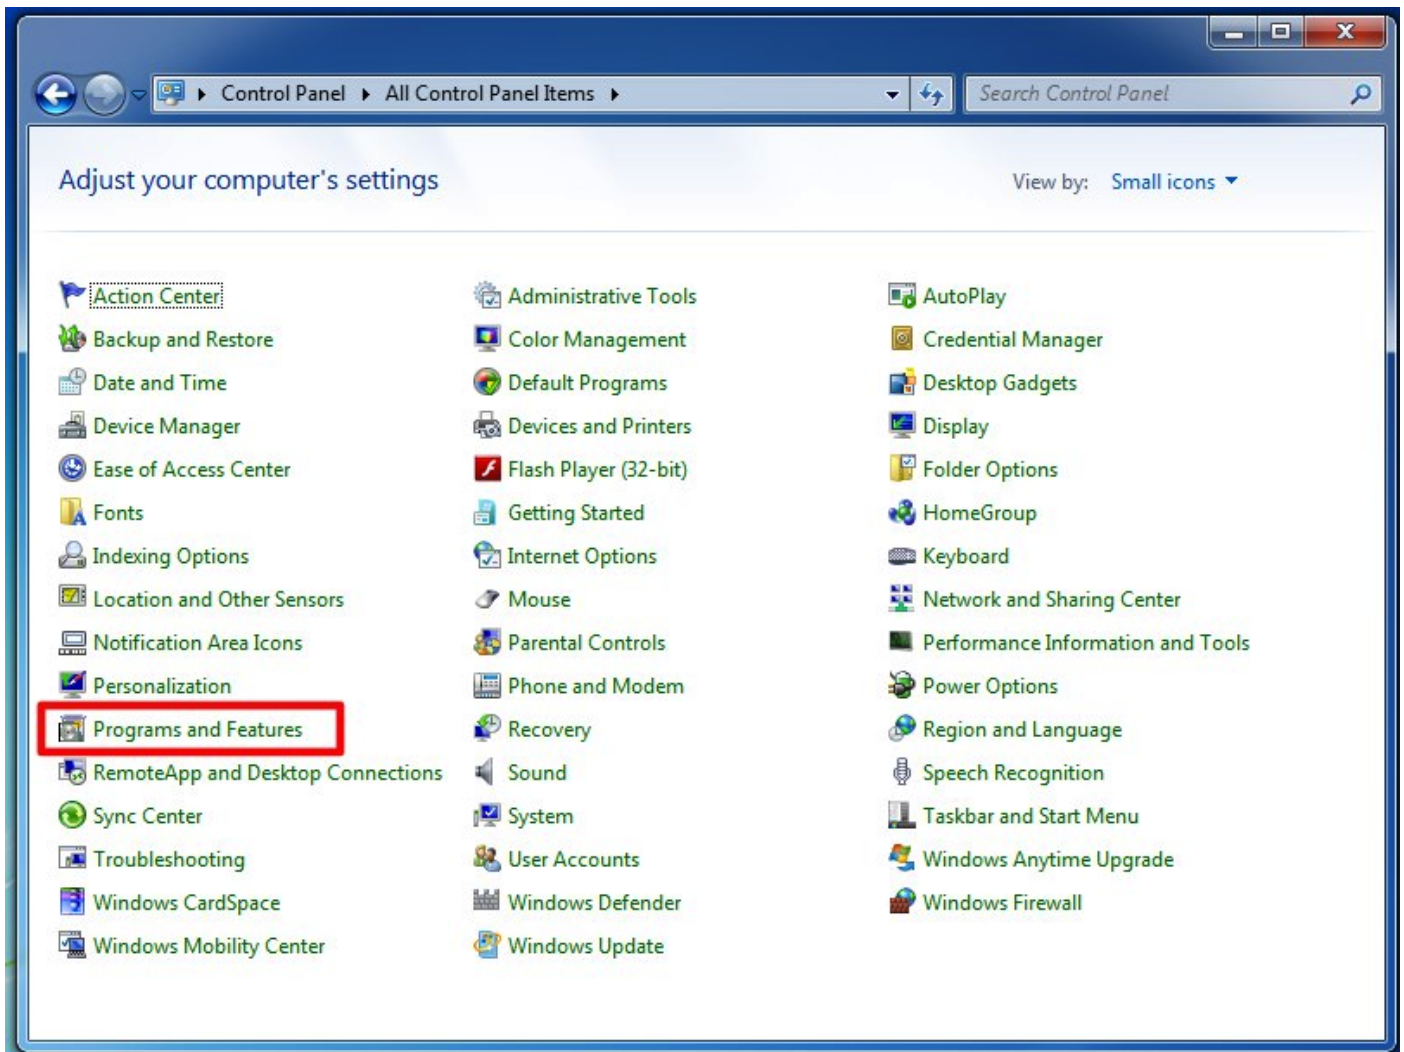 Control Panel All Control Panel Items
Search Control Panel
Adjust your computer's settings
View by: Small icons
Action Center Administrative Tools AutoPlay
Backup and Restore Color Management Credential Manager
Date and Time Default Programs Desktop Gadgets
Device Manager Devices and Printers Display
Ease of Access Center Flash Player (32-bit) Folder Options
Fonts Getting Started HomeGroup
Indexing Options Internet Options Keyboard
Location and Other Sensors Mouse Network and Sharing Center
Notification Area Icons Parental Controls Performance Information and Tools
Personalization Phone and Modem Power Options
Programs and Features Recovery Region and Language
RemoteApp and Desktop Connections Sound Speech Recognition
Sync Center System Taskbar and Start Menu
Troubleshooting User Accounts Windows Anytime Upgrade
Windows CardSpace Windows Defender Windows Firewall
Windows Mobility Center Windows Update